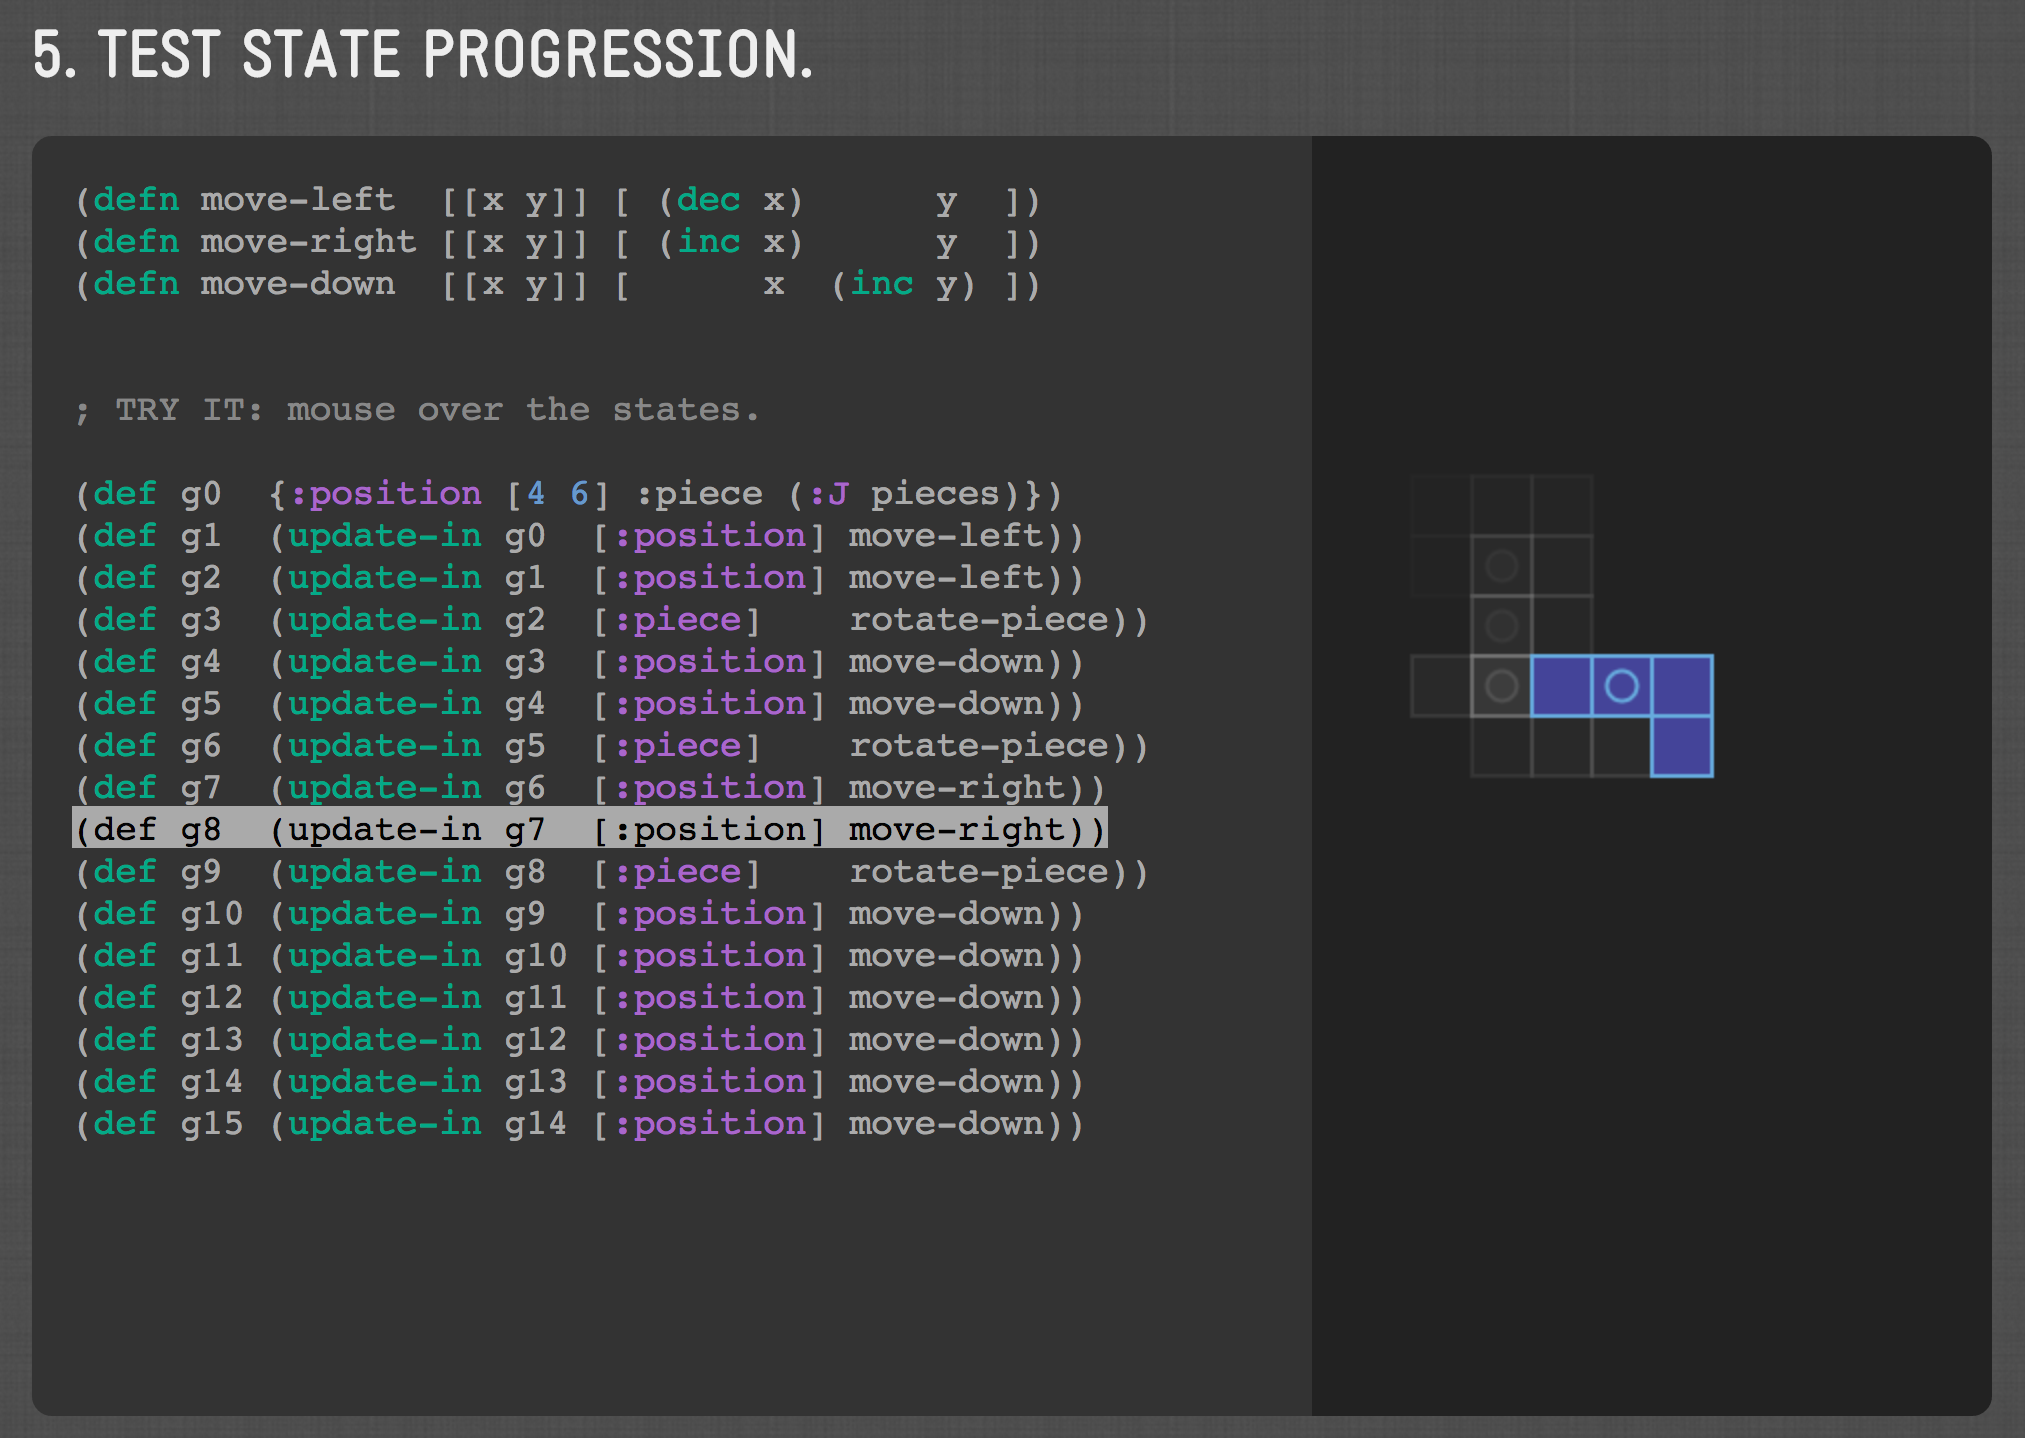 5. TEST STATE PROGRESSION.
(defn move-left  [[x y]] [ (dec x)      y  ])
(defn move-right [[x y]] [ (inc x)      y  ])
(defn move-down  [[x y]] [      x  (inc y) ])
; TRY IT: mouse over the states.
(def g0  {:position [4 6] :piece (:J pieces)})
(def g1  (update-in g0  [:position] move-left))
(def g2  (update-in g1  [:position] move-left))
(def g3  (update-in g2  [:piece]    rotate-piece))
(def g4  (update-in g3  [:position] move-down))
(def g5  (update-in g4  [:position] move-down))
(def g6  (update-in g5  [:piece]    rotate-piece))
(def g7  (update-in g6  [:position] move-right))
(def g8  (update-in g7  [:position] move-right))
(def g9  (update-in g8  [:piece]    rotate-piece))
(def g10 (update-in g9  [:position] move-down))
(def g11 (update-in g10 [:position] move-down))
(def g12 (update-in g11 [:position] move-down))
(def g13 (update-in g12 [:position] move-down))
(def g14 (update-in g13 [:position] move-down))
(def g15 (update-in g14 [:position] move-down))